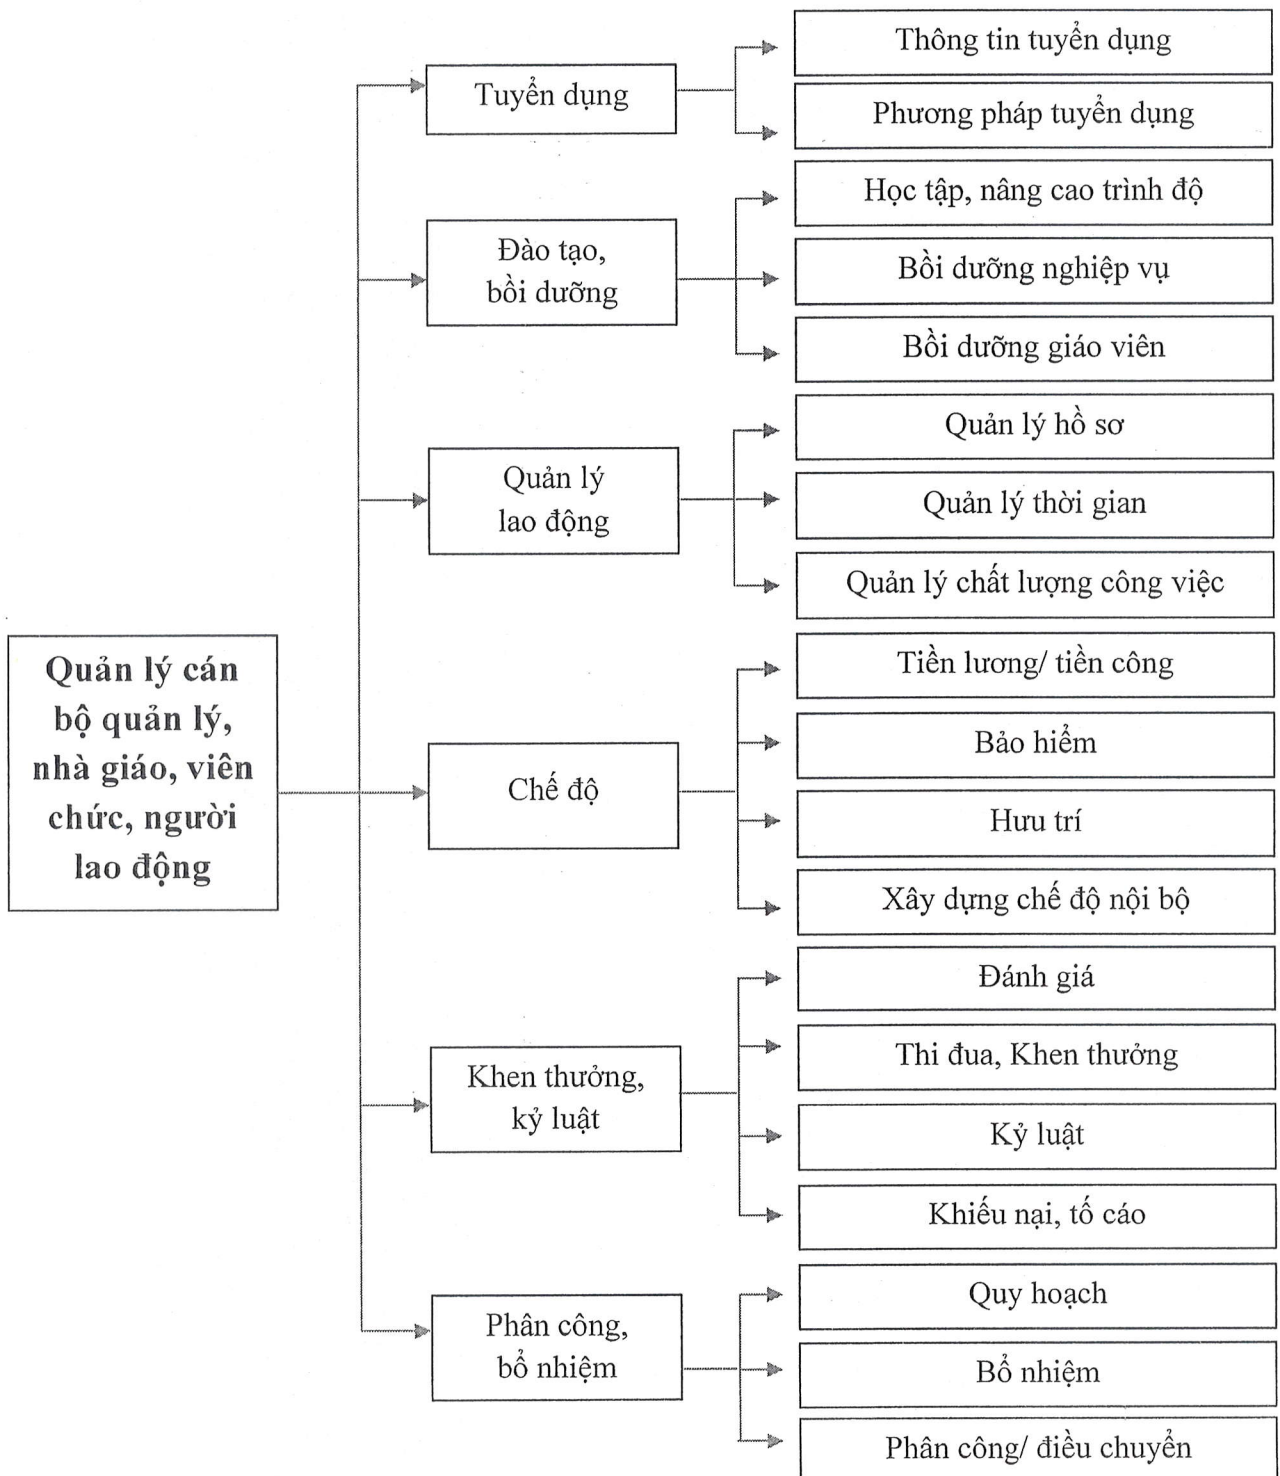 Quản lý cán
bộ quản lý,
nhà giáo, viên
chức, người
lao động
Tuyển dụng
Thông tin tuyển dụng
Phương pháp tuyển dụng
Đào tạo,
bồi dưỡng
Học tập, nâng cao trình độ
Bồi dưỡng nghiệp vụ
Bồi dưỡng giáo viên
Quản lý
lao động
Quản lý hồ sơ
Quản lý thời gian
Quản lý chất lượng công việc
Chế độ
Tiền lương/ tiền công
Bảo hiểm
Hưu trí
Xây dựng chế độ nội bộ
Khen thưởng,
kỷ luật
Đánh giá
Thi đua, Khen thưởng
Kỷ luật
Khiếu nại, tố cáo
Phân công,
bổ nhiệm
Quy hoạch
Bổ nhiệm
Phân công/ điều chuyển